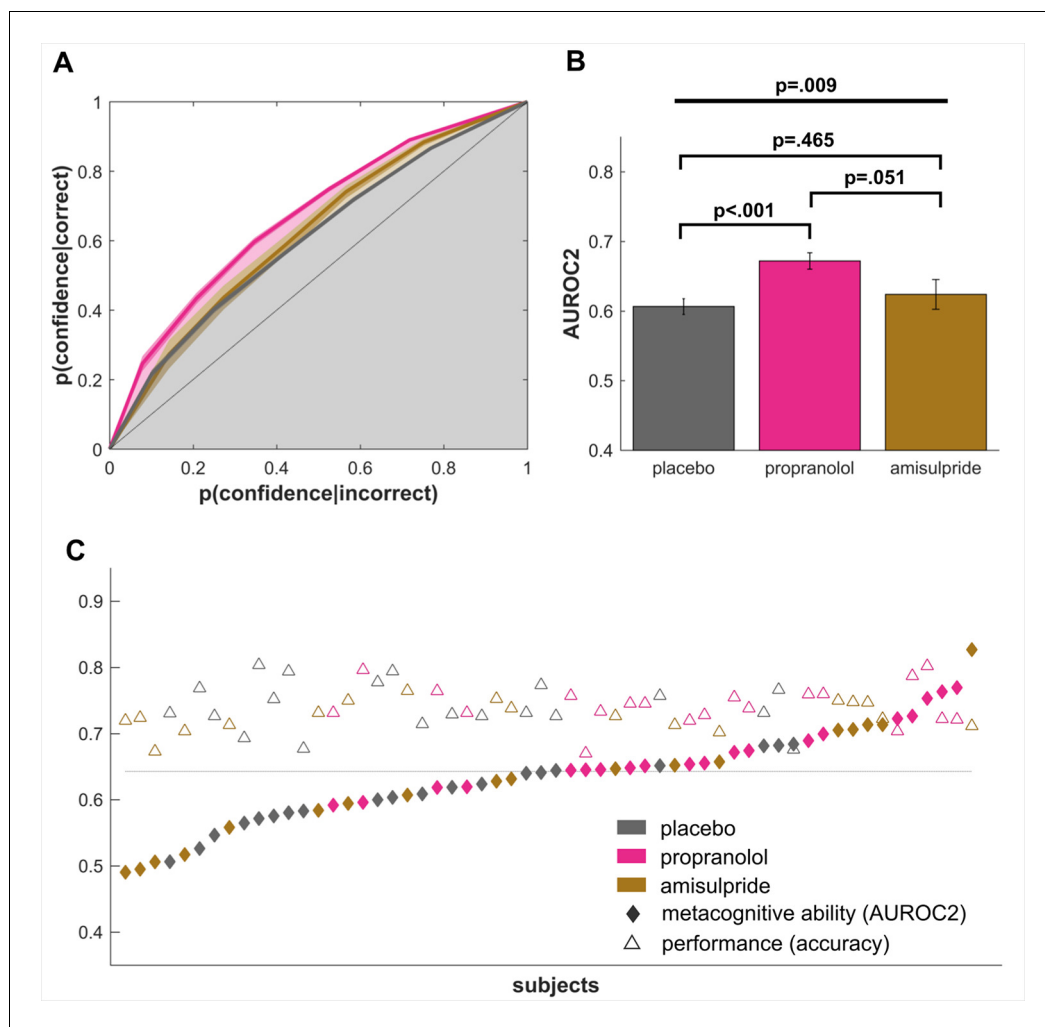 A
1
0.8
0.6
0.4
0.2
0
0
0.2
0.4
0.6
0.8
1
p(confidence|correct)
p(confidence|incorrect)
B
p=.009
p=.465
p=.051
p<.001
0.8
0.7
0.6
0.5
0.4
AUROC2
placebo
propranolol
amisulpride
C
0.9
0.8
0.7
0.6
0.5
0.4
placebo
propranolol
amisulpride
metacognitive ability (AUROC2)
performance (accuracy)
subjects